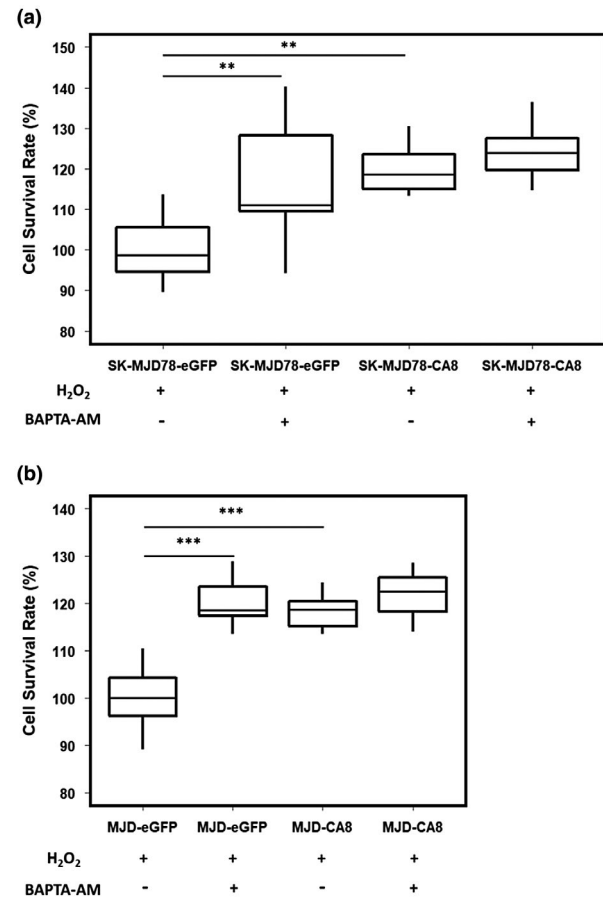 (a)
Cell Survival Rate (%)
150
140
130
120
110
100
90
80
**
**
SK-MJD78-eGFP SK-MJD78-eGFP SK-MJD78-CA8 SK-MJD78-CA8
H₂O₂ + + + +
BAPTA-AM - + - +
(b)
Cell Survival Rate (%)
140
130
120
110
100
90
80
***
***
MJD-eGFP MJD-eGFP MJD-CA8 MJD-CA8
H₂O₂ + + + +
BAPTA-AM - + - +